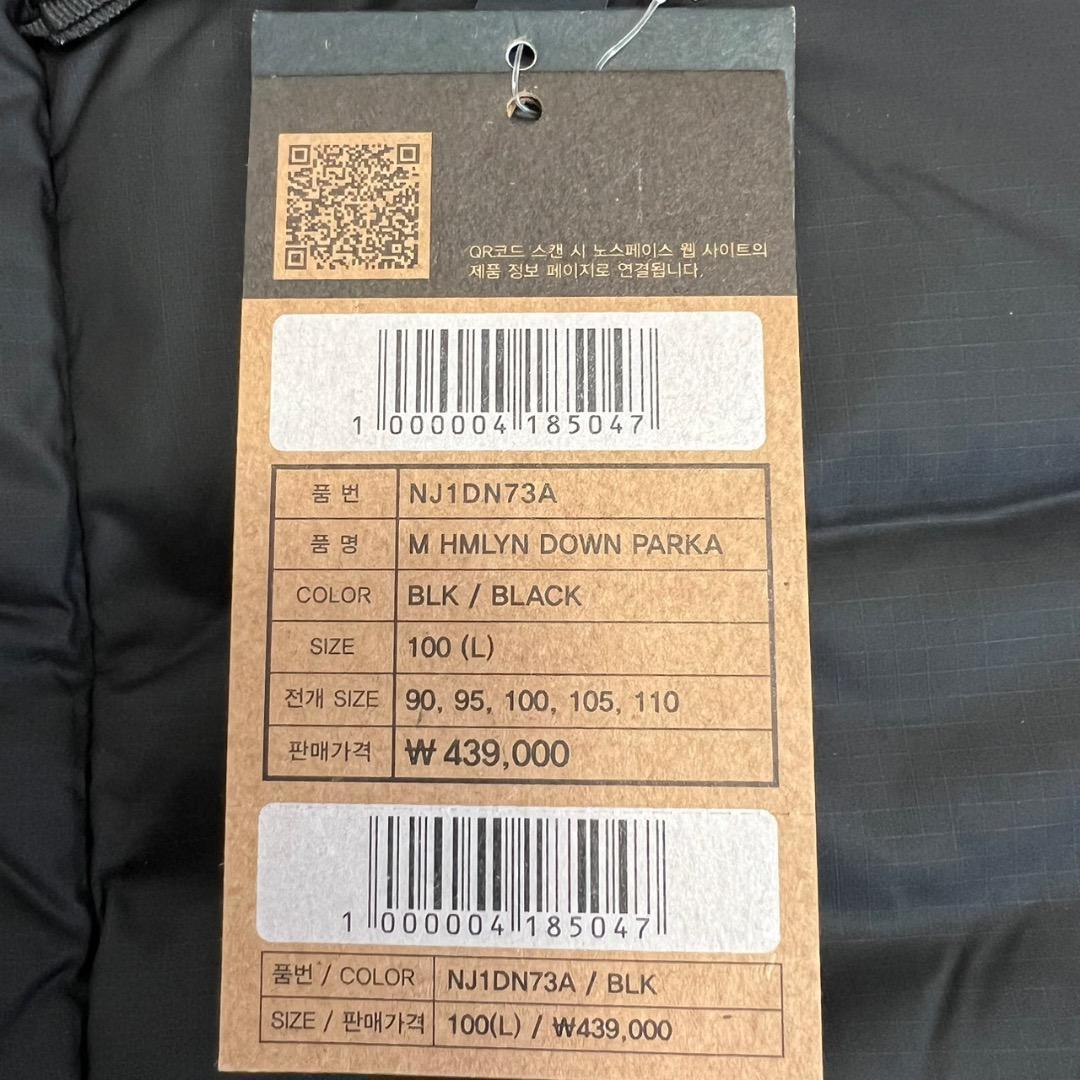 QR코드 스캔 시 노스페이스 웹 사이트의
제품 정보 페이지로 연결됩니다.
1 000004 185047
품 번 NJ1DN73A
품 명 M HMLYN DOWN PARKA
COLOR BLK / BLACK
SIZE 100 (L)
전개 SIZE 90, 95, 100, 105, 110
판매가격 ₩ 439,000
1 000004 185047
품번 / COLOR NJ1DN73A / BLK
SIZE / 판매가격 100(L) / ₩439,000